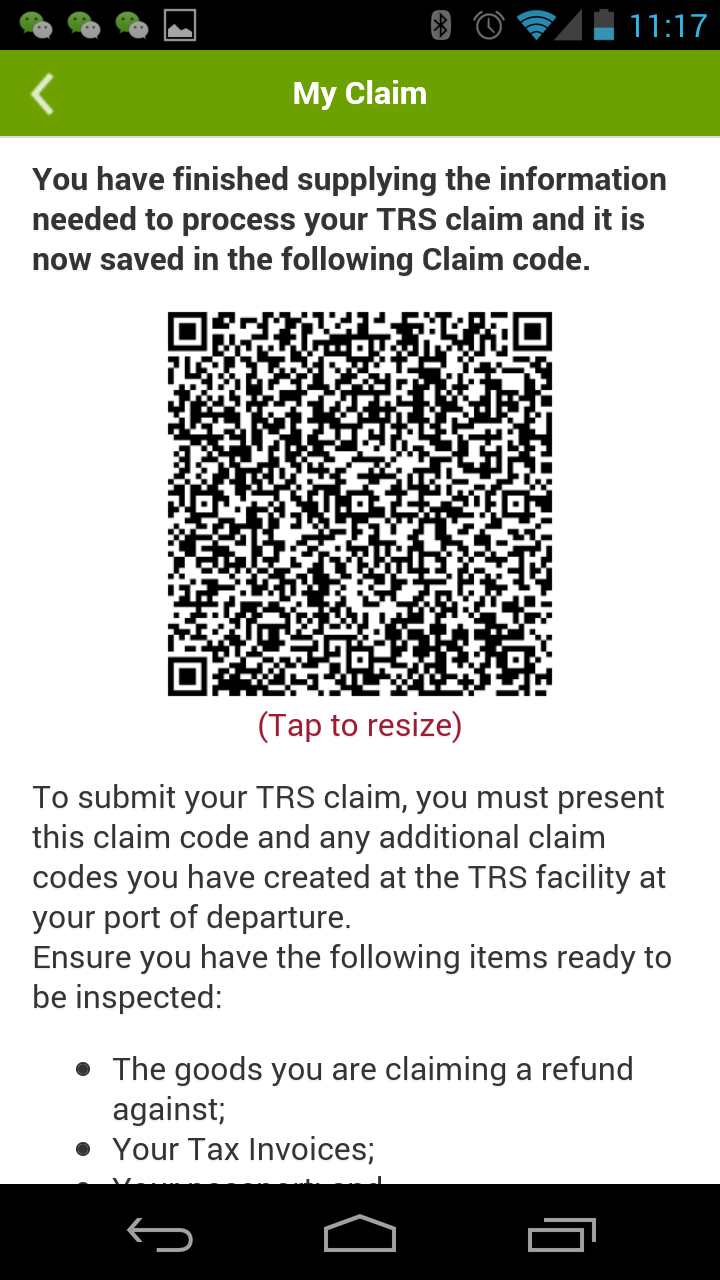 11:17
My Claim
You have finished supplying the information
needed to process your TRS claim and it is
now saved in the following Claim code.
(Tap to resize)
To submit your TRS claim, you must present
this claim code and any additional claim
codes you have created at the TRS facility at
your port of departure.
Ensure you have the following items ready to
be inspected:
The goods you are claiming a refund
against;
Your Tax Invoices;
Your passport; and